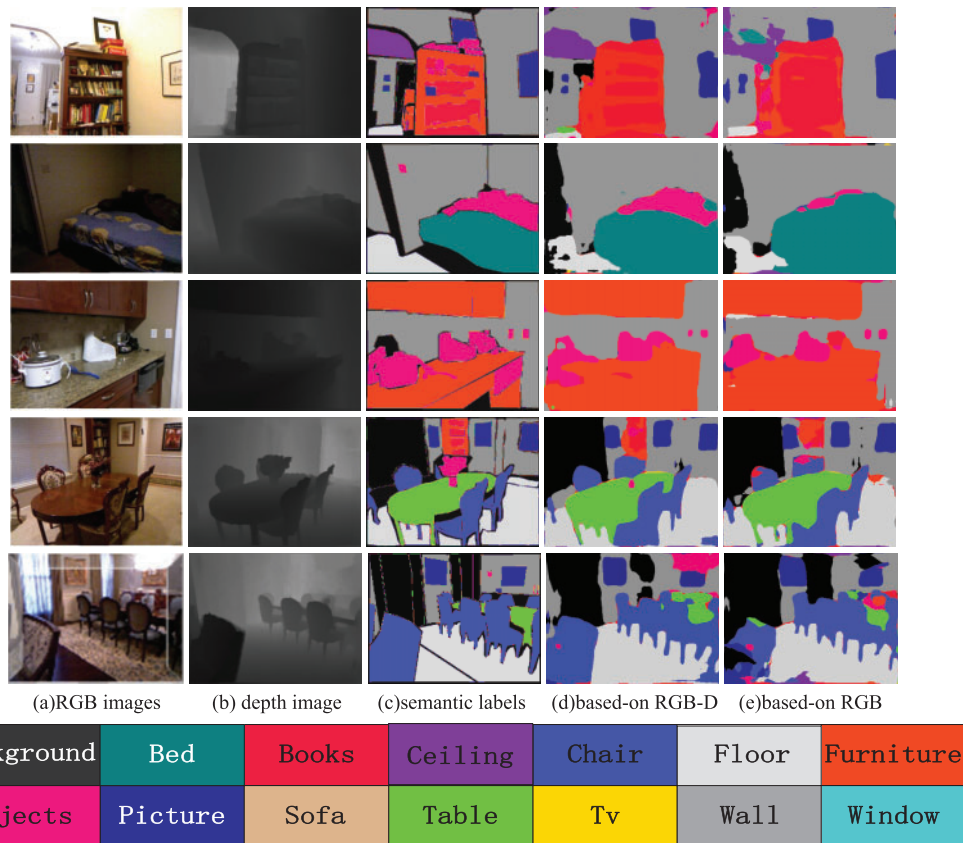 (a)RGB images (b) depth image (c)semantic labels (d)based-on RGB-D (e)based-on RGB
kground Bed Books Ceiling Chair Floor Furniture
jects Picture Sofa Table Tv Wall Window